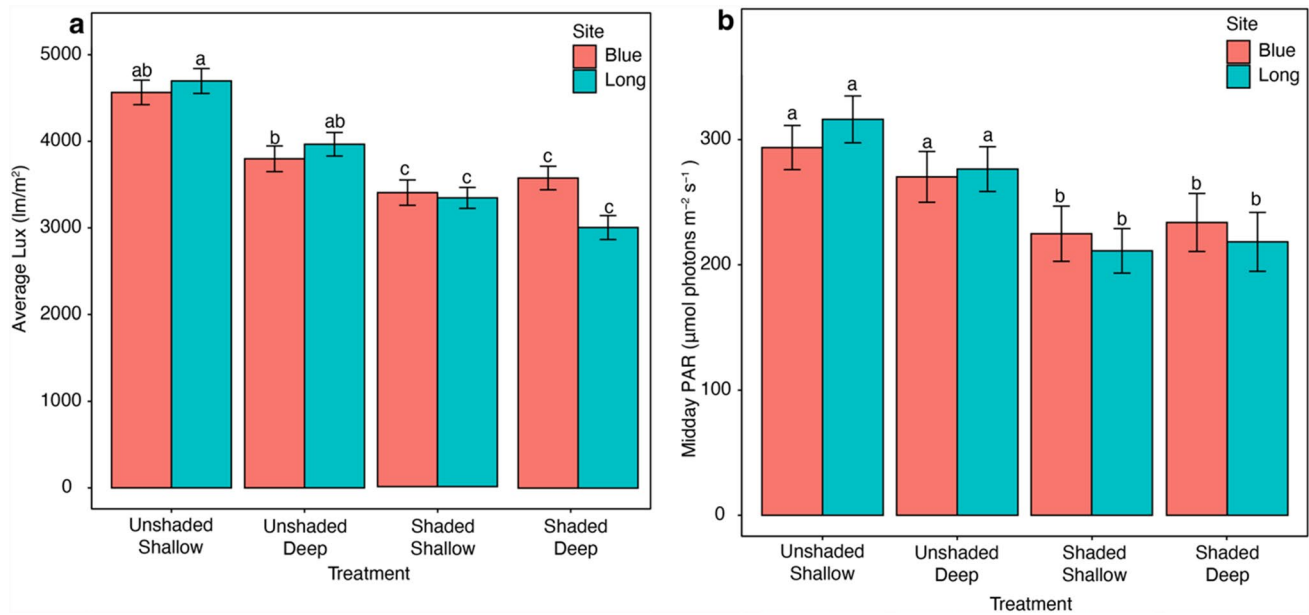 a
Site
Blue
Long
5000
4000
3000
2000
1000
0
Average Lux (lm/m²)
ab
a
b
ab
c
c
c
c
Unshaded
Shallow
Unshaded
Deep
Shaded
Shallow
Shaded
Deep
Treatment
b
Site
Blue
Long
300
200
100
0
Midday PAR (μmol photons m⁻² s⁻¹ )
a
a
a
a
b
b
b
b
Unshaded
Shallow
Unshaded
Deep
Shaded
Shallow
Shaded
Deep
Treatment